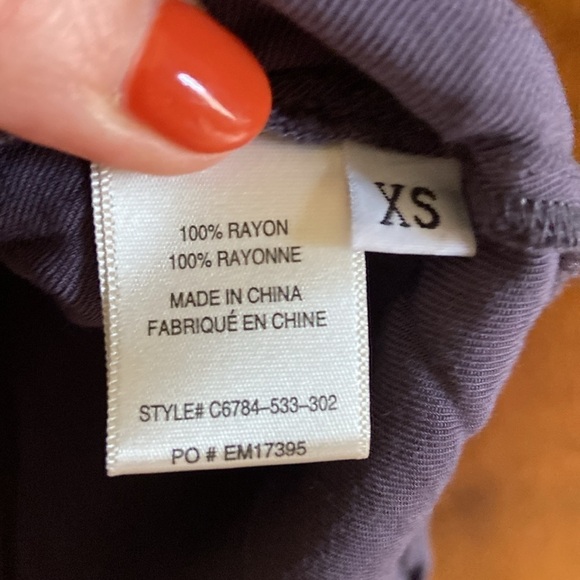 XS
100% RAYON
100% RAYONNE
MADE IN CHINA
FABRIQUÉ EN CHINE
STYLE# C6784-533-302
PO # EM17395